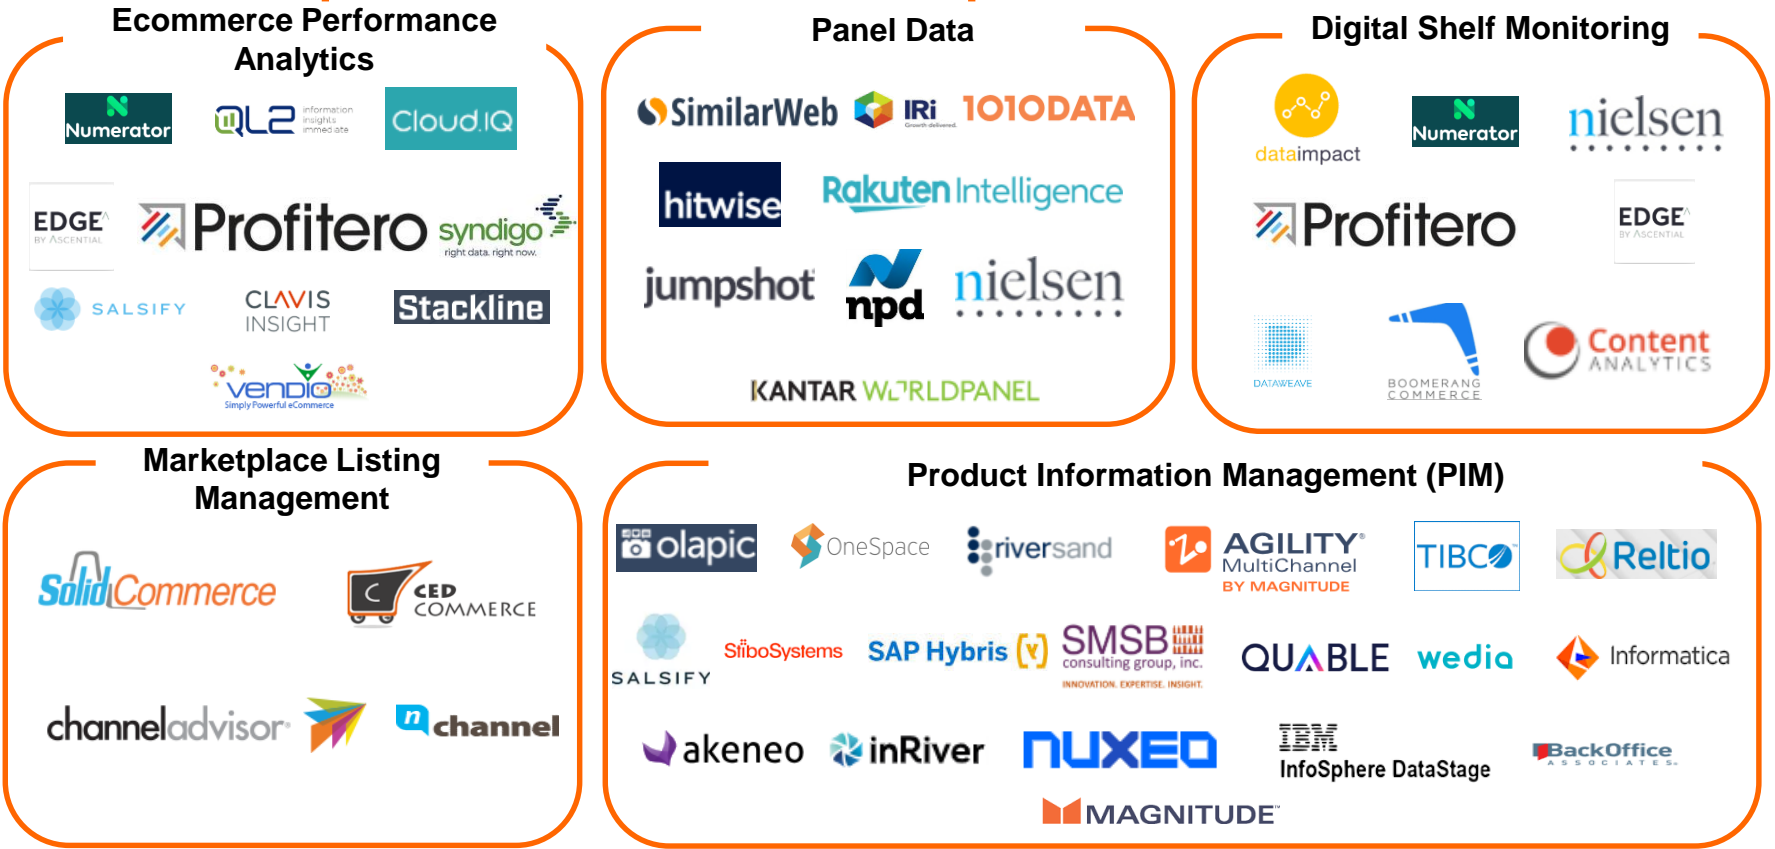 Ecommerce Performance
Analytics
Numerator
QL2 information
insights
immediate
Cloud.IQ
EDGE^
BY ASCENTIAL
Profitero
syndigo
right data. right now.
SALSIFY
CLAVIS
INSIGHT
Stackline
vendio
Simply Powerful eCommerce
Panel Data
SimilarWeb
IRi
Growth delivered.
1010DATA
hitwise
Rakuten Intelligence
jumpshot
npd
nielsen
KANTAR WORLDPANEL
Digital Shelf Monitoring
dataimpact
Numerator
nielsen
Profitero
EDGE^
BY ASCENTIAL
DATAWEAVE
BOOMERANG
COMMERCE
Content
ANALYTICS
Marketplace Listing
Management
SolidCommerce
C
CED
COMMERCE
channeladvisor
n channel
Product Information Management (PIM)
olapic
OneSpace
riversand
AGILITY®
MultiChannel
BY MAGNITUDE
TIBCO™
Reltio
SALSIFY
StiboSystems
SAP Hybris (Y)
SMSB
consulting group, inc.
INNOVATION. EXPERTISE. INSIGHT.
QUABLE
wedia
Informatica
akeneo
inRiver
nuxeo
IBM
InfoSphere DataStage
BackOffice
ASSOCIATES.
MAGNITUDE™